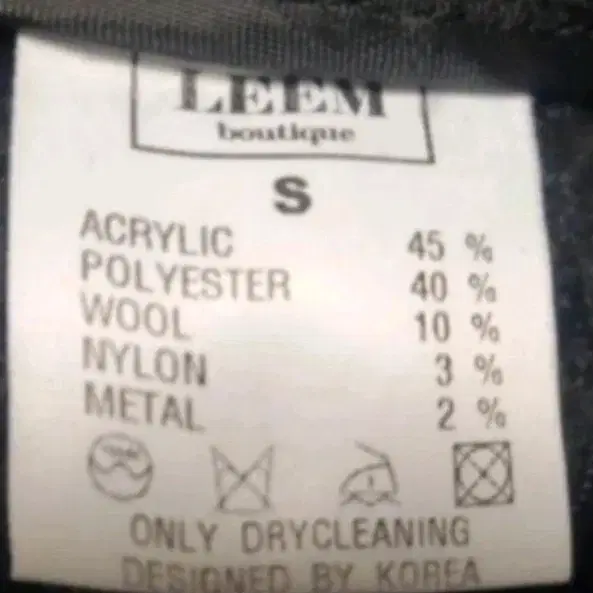 LEEM
boutique
S
ACRYLIC 45 %
POLYESTER 40 %
WOOL 10 %
NYLON 3 %
METAL 2 %
ONLY DRYCLEANING
DESIGNED BY KOREA